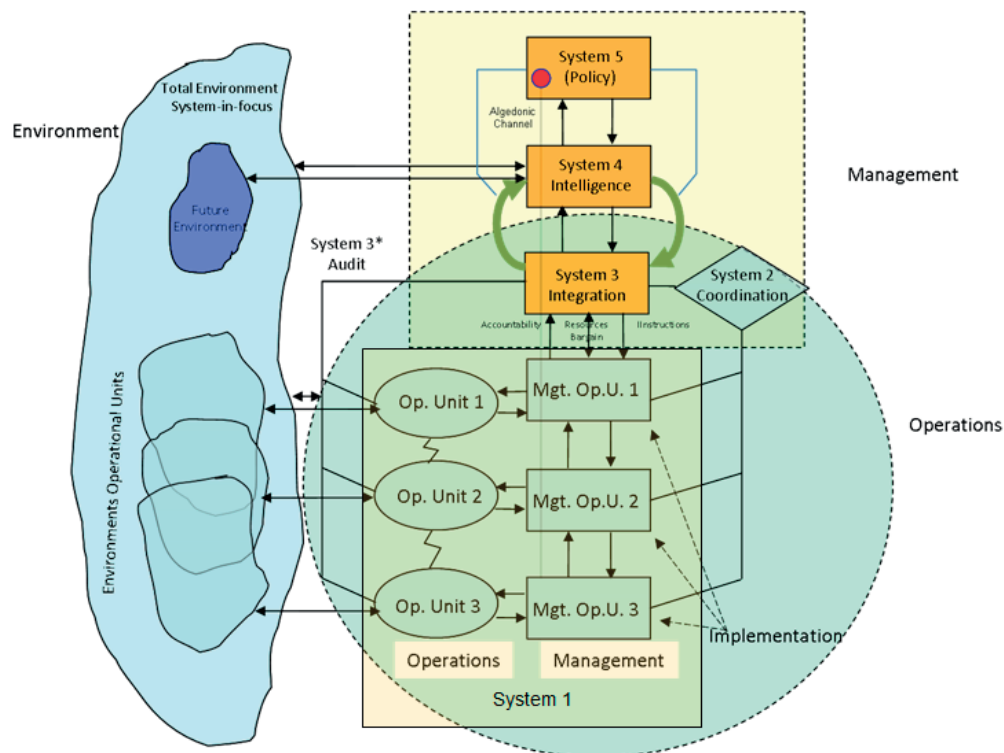 System 5
(Policy)
Total Environment
System-in-focus
Environment
Algedonic
Channel
System 4
Intelligence
Management
Future
Environment
System 3*
Audit
System 3
Integration
System 2
Coordination
Accountability
Resources
Bargain
IInstructions
Environments Operational Units
Op. Unit 1
Mgt. Op.U. 1
Operations
Op. Unit 2
Mgt. Op.U. 2
Op. Unit 3
Mgt. Op.U. 3
Implementation
Operations
Management
System 1